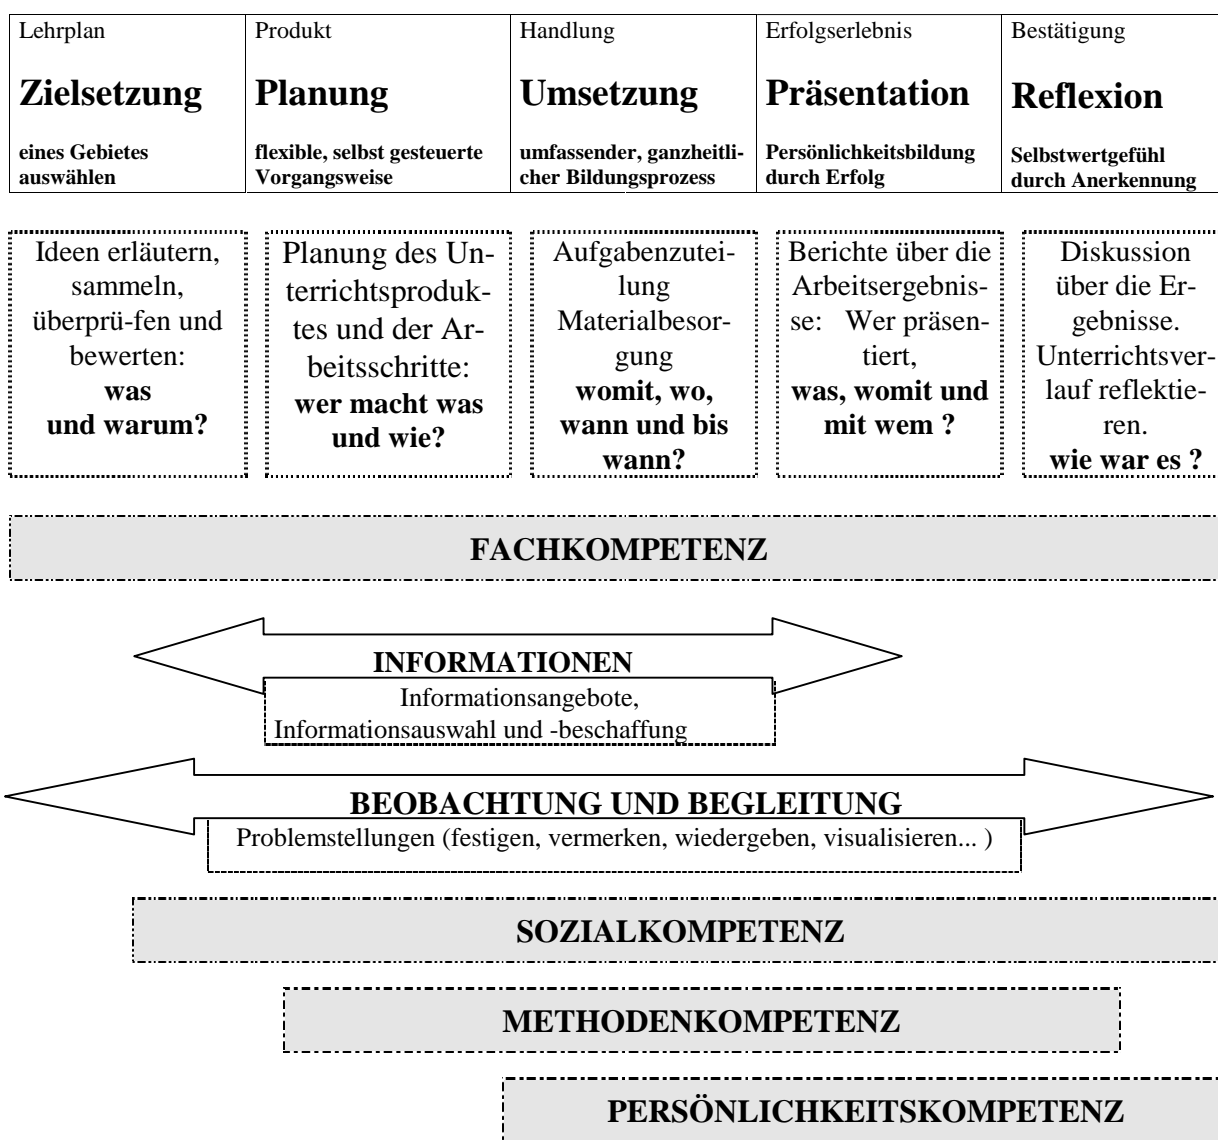 Lehrplan
Zielsetzung
eines Gebietes
auswählen
Produkt
Planung
flexible, selbst gesteuerte
Vorgangsweise
Handlung
Umsetzung
umfassender, ganzheitli-
cher Bildungsprozess
Erfolgserlebnis
Präsentation
Persönlichkeitsbildung
durch Erfolg
Bestätigung
Reflexion
Selbstwertgefühl
durch Anerkennung
Ideen erläutern,
sammeln,
überprü-fen und
bewerten:
was
und warum?
Planung des Un-
terrichtsproduk-
tes und der Ar-
beitsschritte:
wer macht was
und wie?
Aufgabenzutei-
lung
Materialbesor-
gung
womit, wo,
wann und bis
wann?
Berichte über die
Arbeitsergebnis-
se: Wer präsen-
tiert,
was, womit und
mit wem ?
Diskussion
über die Er-
gebnisse.
Unterrichtsver-
lauf reflektie-
ren.
wie war es ?
FACHKOMPETENZ
INFORMATIONEN
Informationsangebote,
Informationsauswahl und -beschaffung
BEOBACHTUNG UND BEGLEITUNG
Problemstellungen (festigen, vermerken, wiedergeben, visualisieren... )
SOZIALKOMPETENZ
METHODENKOMPETENZ
PERSÖNLICHKEITSKOMPETENZ